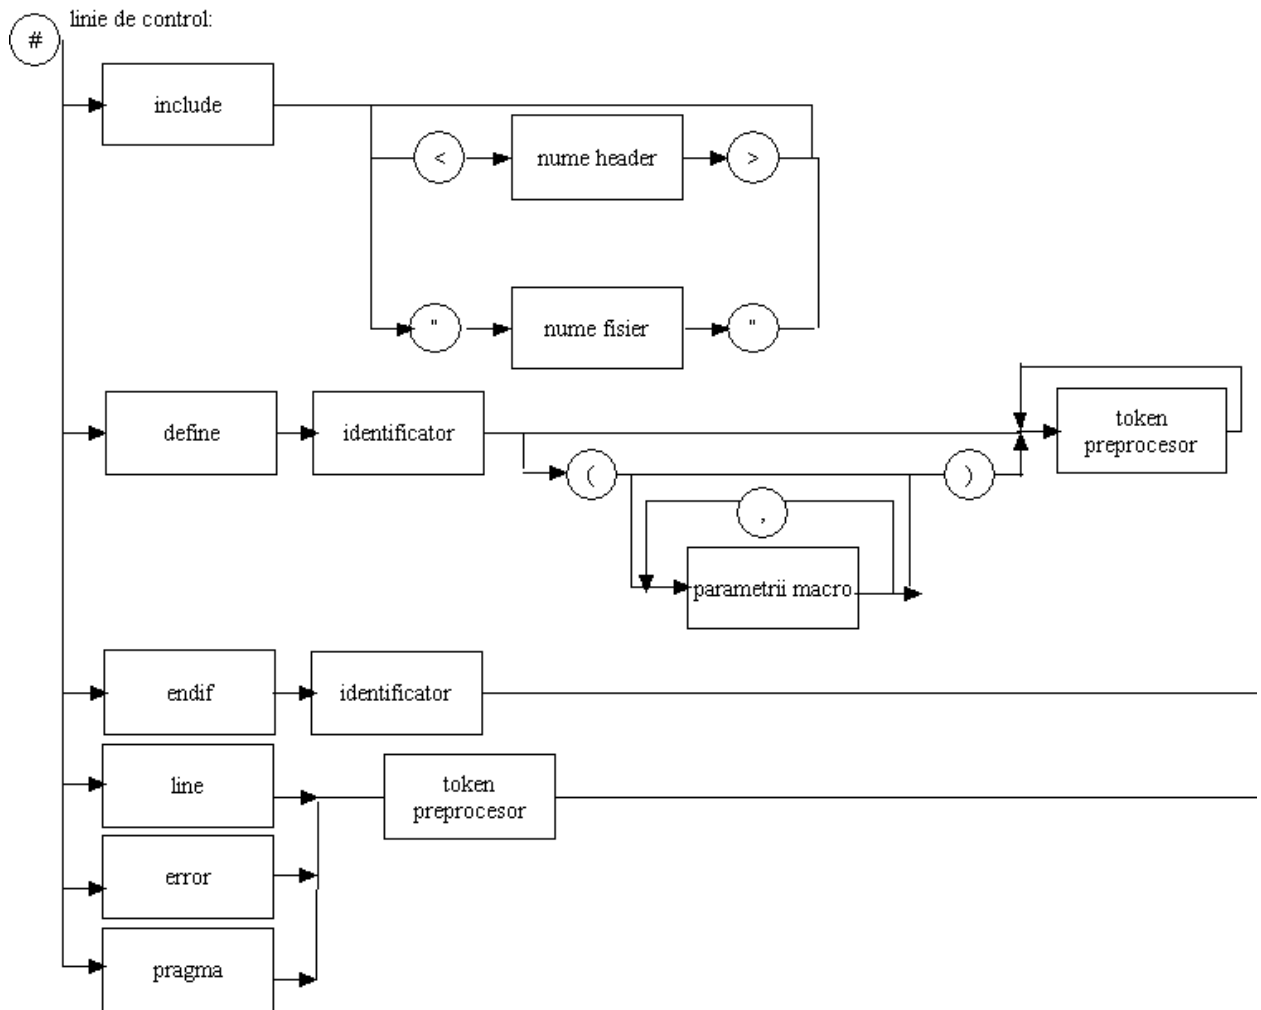 linie de control:
#
include
< nume header >
" nume fisier "
define identificator token
preprocesor
( )
,
parametrii macro
endif identificator
line token
preprocesor
error
pragma